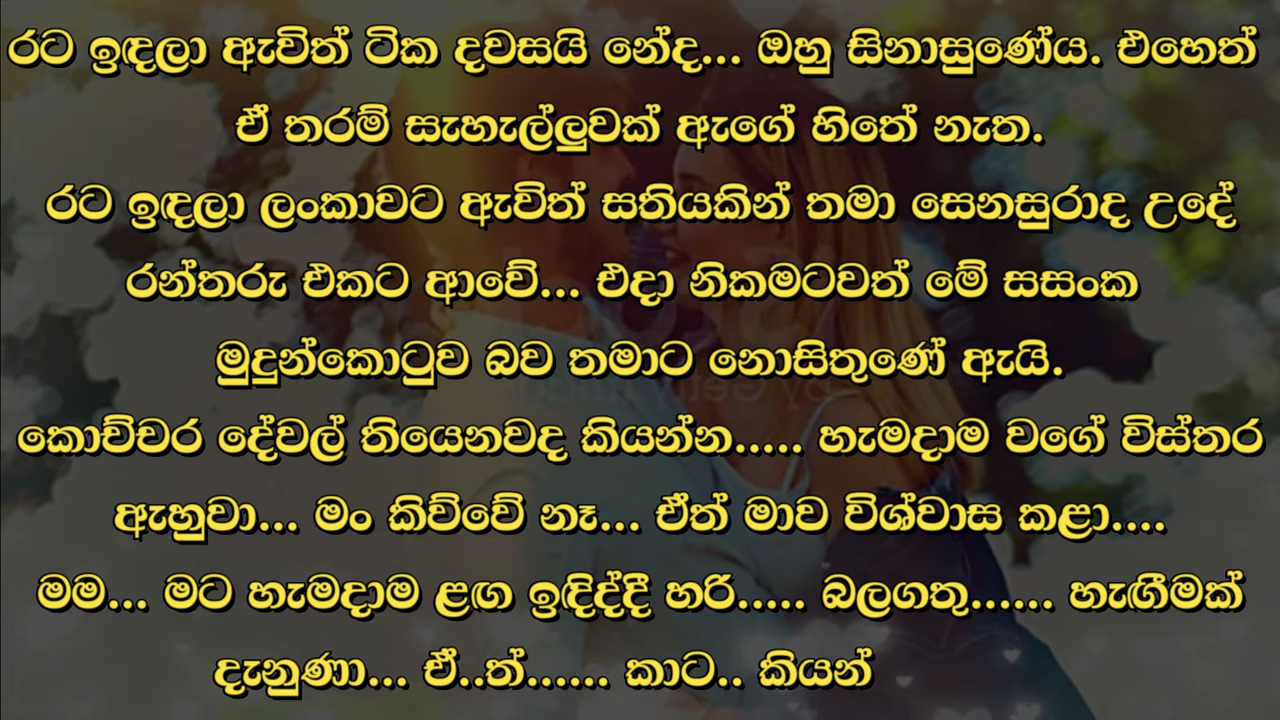 රට ඉඳලා ඇවිත් ටික දවසයි නේද... ඔහු සිනාසුණේය. එහෙත්
ඒ තරම් සැහැල්ලුවක් ඇගේ හිතේ නැත.
රට ඉඳලා ලංකාවට ඇවිත් සතියකින් තමා සෙනසුරාද උදේ
රන්තරු එකට ආවේ... එදා නිකමටවත් මේ සසංක
මුදුන්කොටුව බව තමාට නොසිතුණේ ඇයි.
කොච්චර දේවල් තියෙනවද කියන්න..... හැමදාම වගේ විස්තර
ඇහුවා... මං කිව්වේ නෑ... ඒත් මාව විශ්වාස කළා....
මම... මට හැමදාම ළඟ ඉඳිද්දී හරි..... බලගතු...... හැඟීමක්
දැනුණා... ඒ..ත්...... කාට.. කියන්